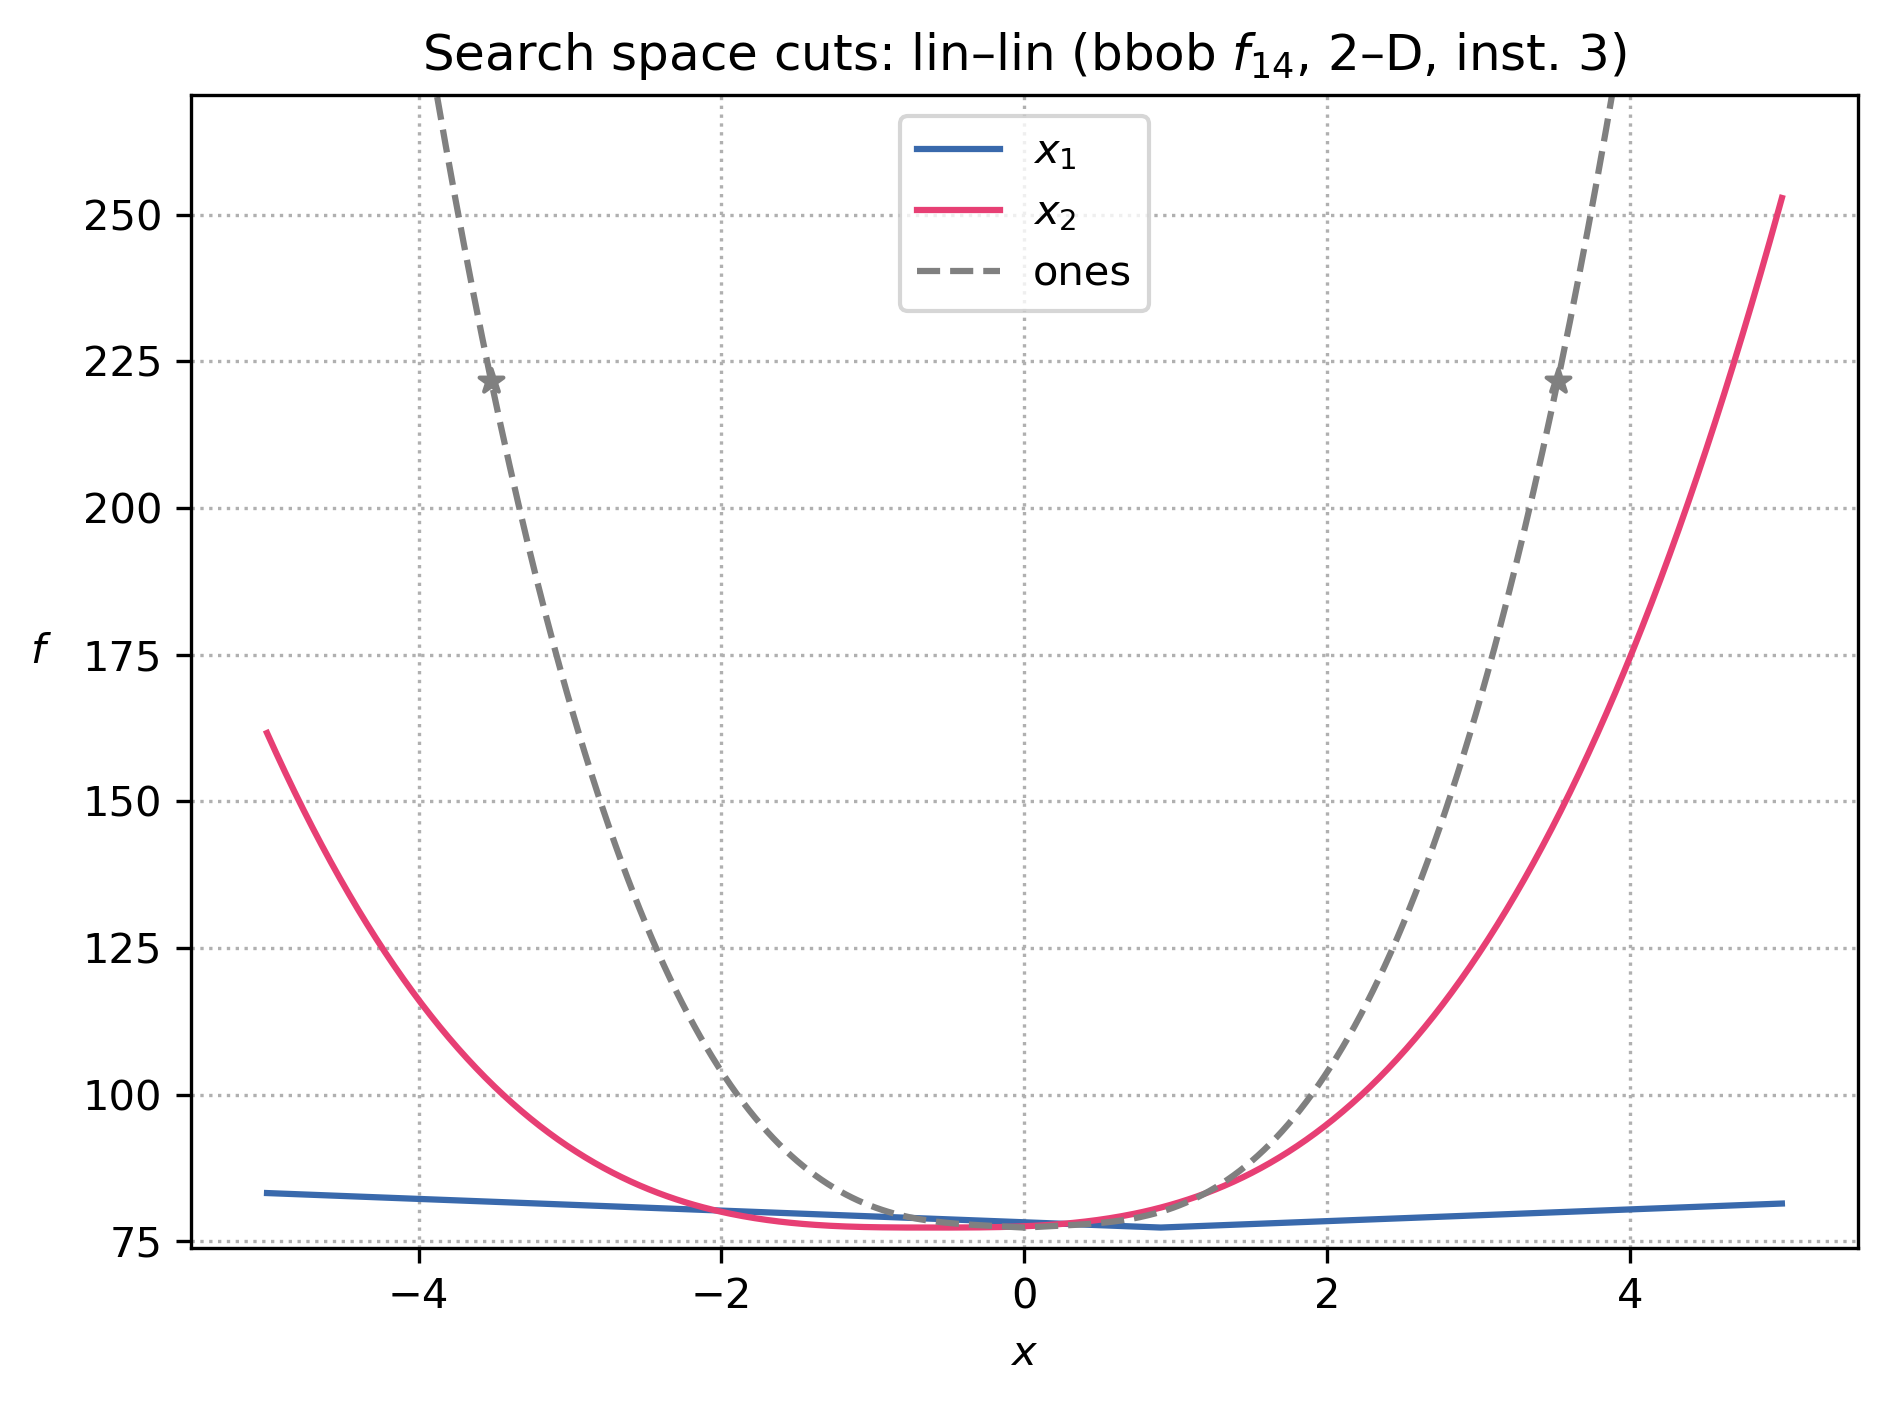 Search space cuts: lin–lin (bbob f₁₄, 2–D, inst. 3)
x₁
x₂
ones
250
225
200
175
150
125
100
75
f
−4
−2
0
2
4
x